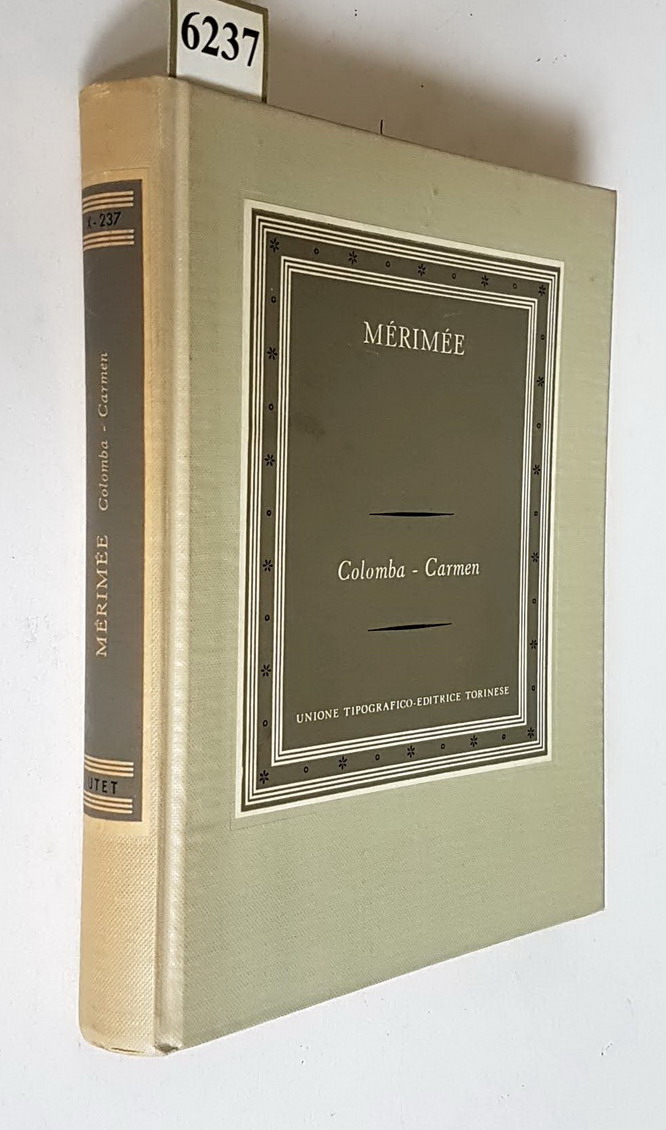 6237
X - 237
MÉRIMÉE Colomba - Carmen
UTET
MÉRIMÉE
Colomba - Carmen
UNIONE TIPOGRAFICO-EDITRICE TORINESE